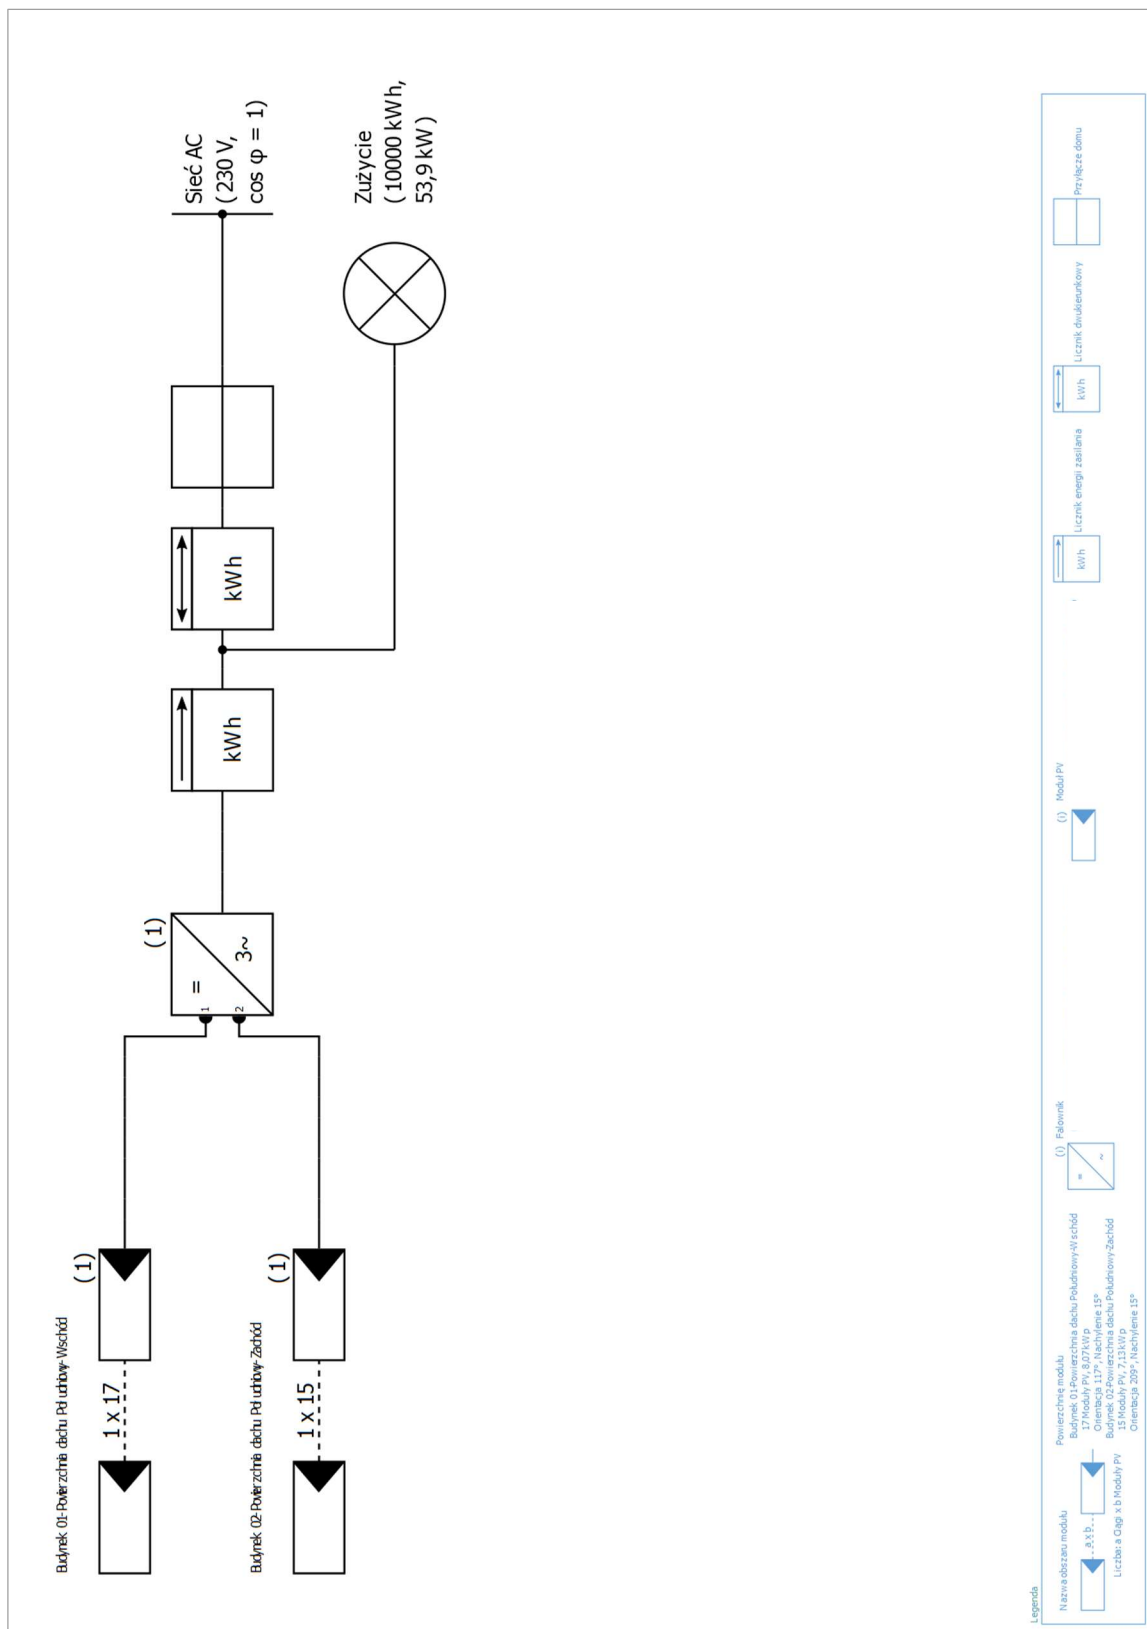 Budynek 01-Powierzchnia dachu Południowy-Wschód
1 x 17
(1)
Budynek 02-Powierzchnia dachu Południowy-Zachód
1 x 15
(1)
(1)
=
3~
1
2
kWh
kWh
Sieć AC
(230 V,
cos φ = 1)
Zużycie
(10000 kWh,
53,9 kW)
Legenda
Nazwa obszaru modułu
a x b
Liczba: a Ciągi x b Moduły PV
Powierzchnię modułu
Budynek 01-Powierzchnia dachu Południowy-Wschód
17 Moduły PV, 8,07 kWp
Orientacja 117°, Nachylenie 15°
Budynek 02-Powierzchnia dachu Południowy-Zachód
15 Moduły PV, 7,13 kWp
Orientacja 209°, Nachylenie 15°
(i) Falownik
=
~
(i) Moduł PV
kWh
Licznik energii zasilania
kWh
Licznik dwukierunkowy
Przyłącze domu